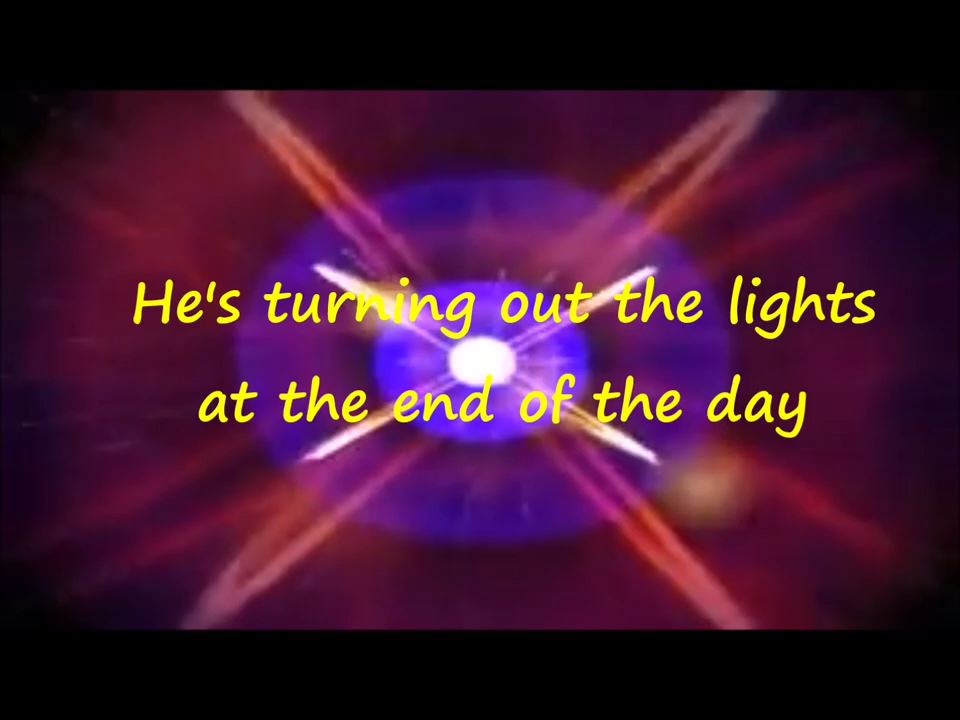 He's turning out the lights
at the end of the day